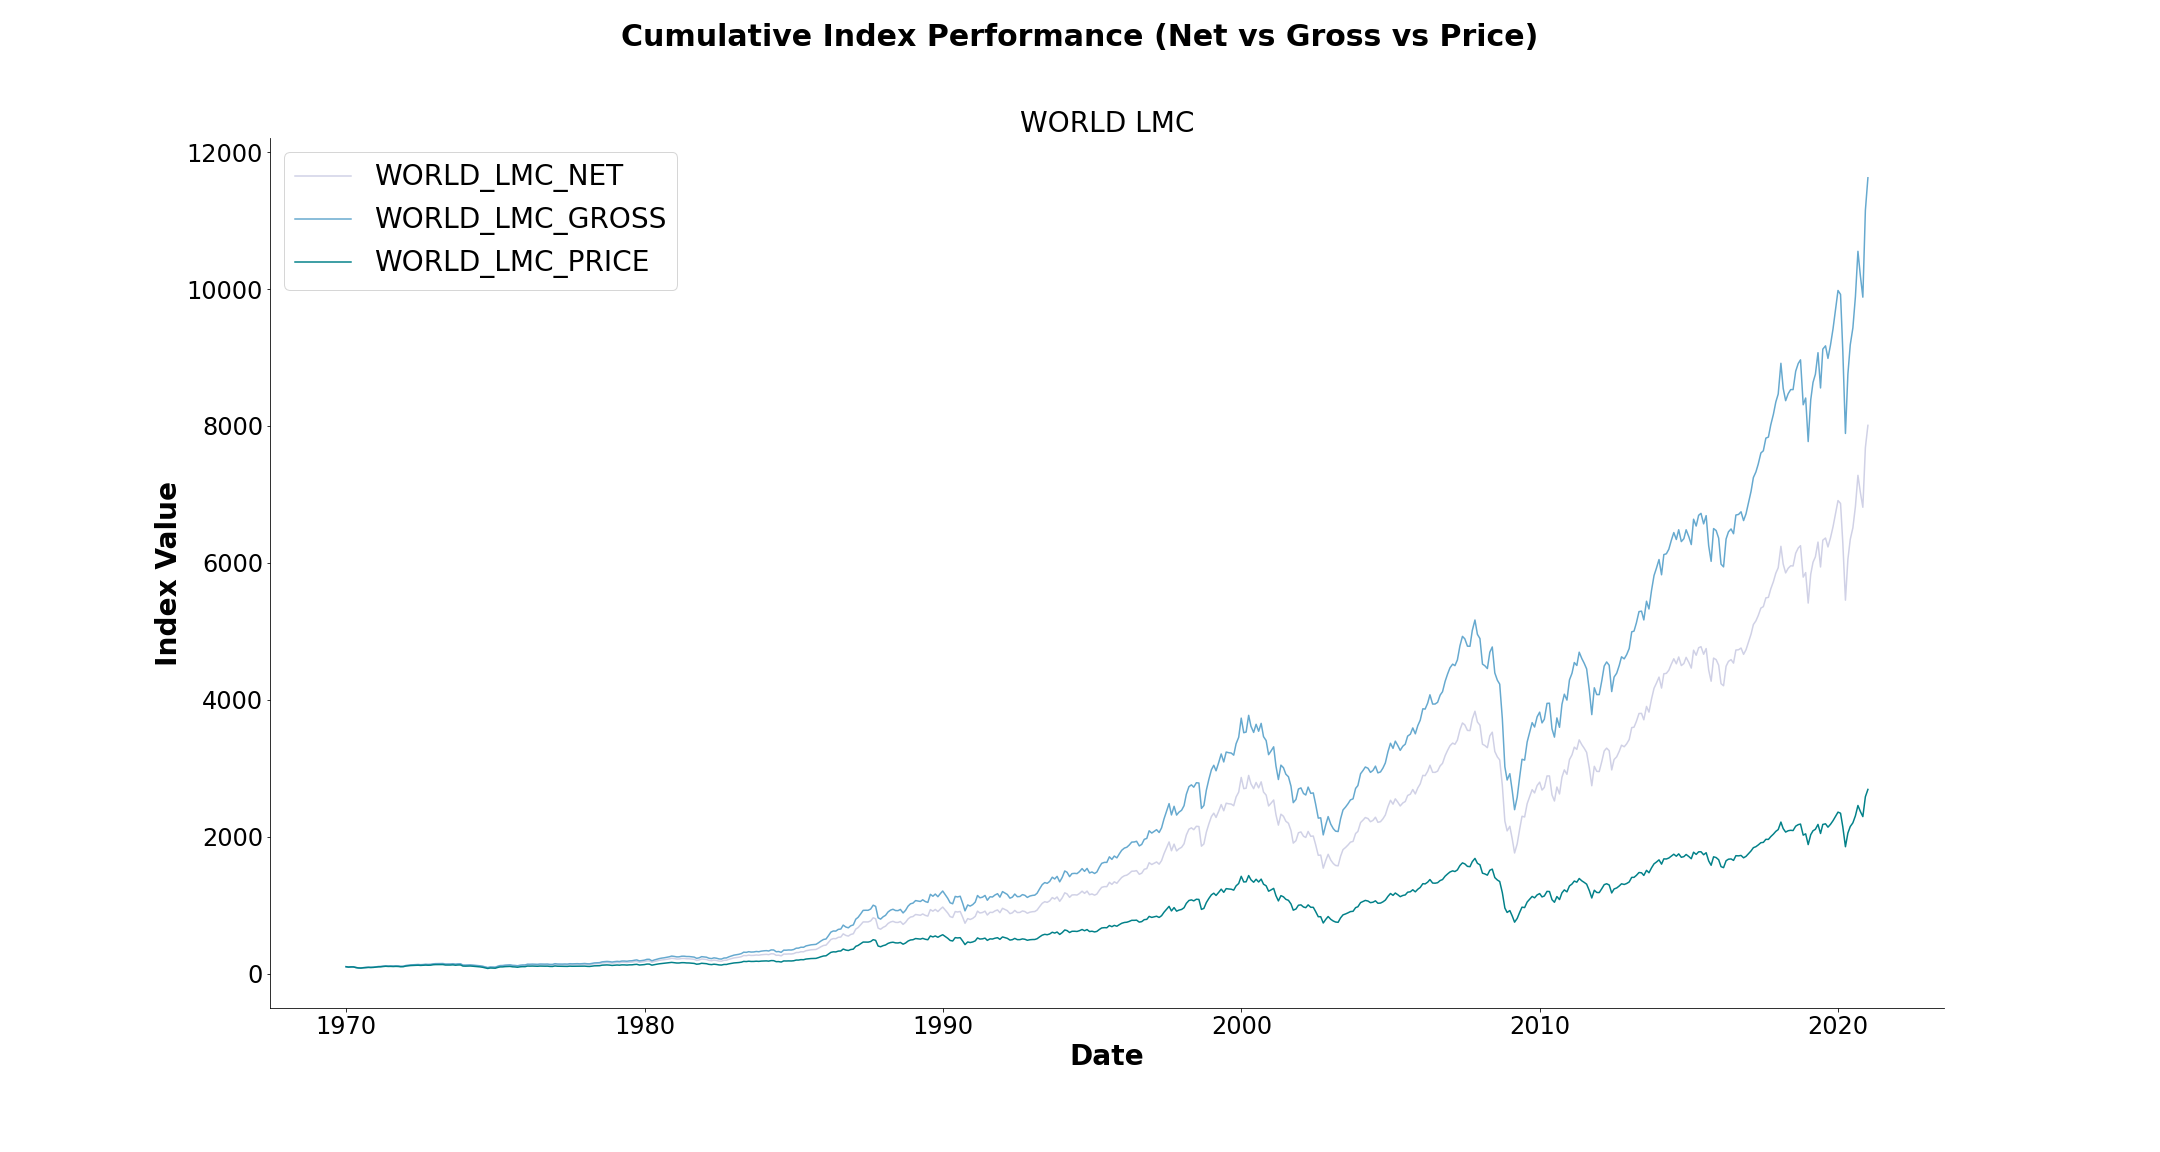 Cumulative Index Performance (Net vs Gross vs Price)
WORLD LMC
WORLD_LMC_NET
WORLD_LMC_GROSS
WORLD_LMC_PRICE
12000
10000
8000
6000
4000
2000
0
Index Value
1970 1980 1990 2000 2010 2020
Date